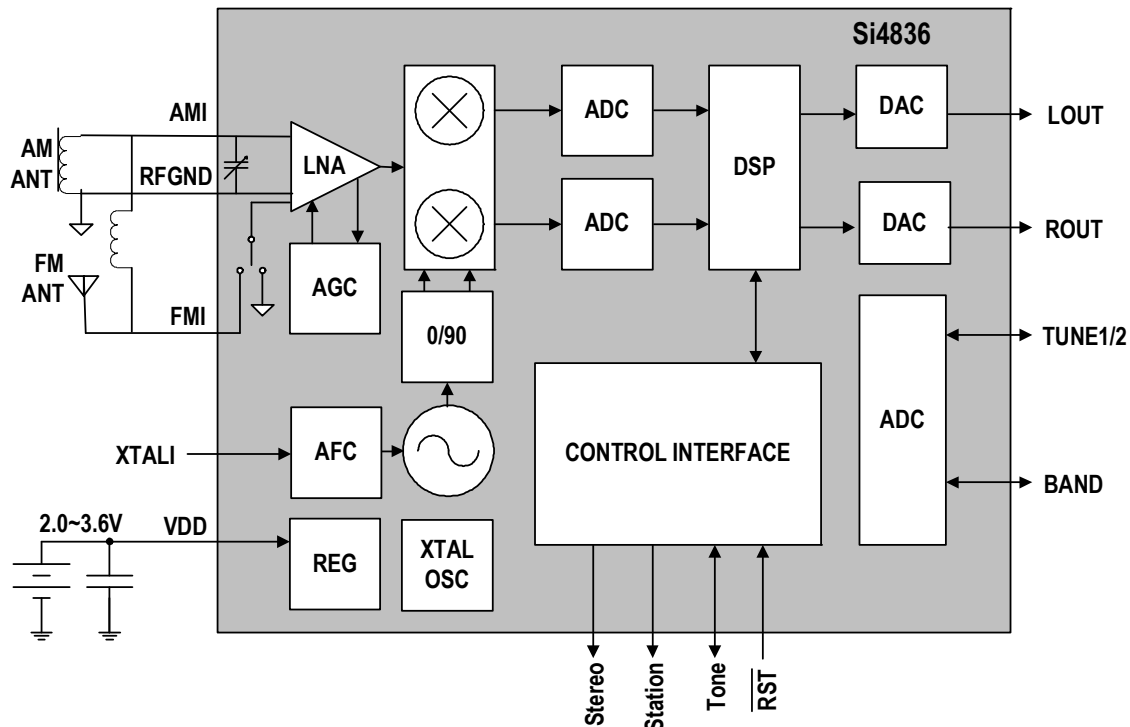 Si4836
AMI
AM
ANT
RFGND
LNA
AGC
FM
ANT
FMI
0/90
ADC
ADC
DSP
DAC
DAC
LOUT
ROUT
TUNE1/2
ADC
BAND
CONTROL INTERFACE
XTALI
AFC
2.0~3.6V
VDD
REG
XTAL
OSC
Stereo
Station
Tone
RST